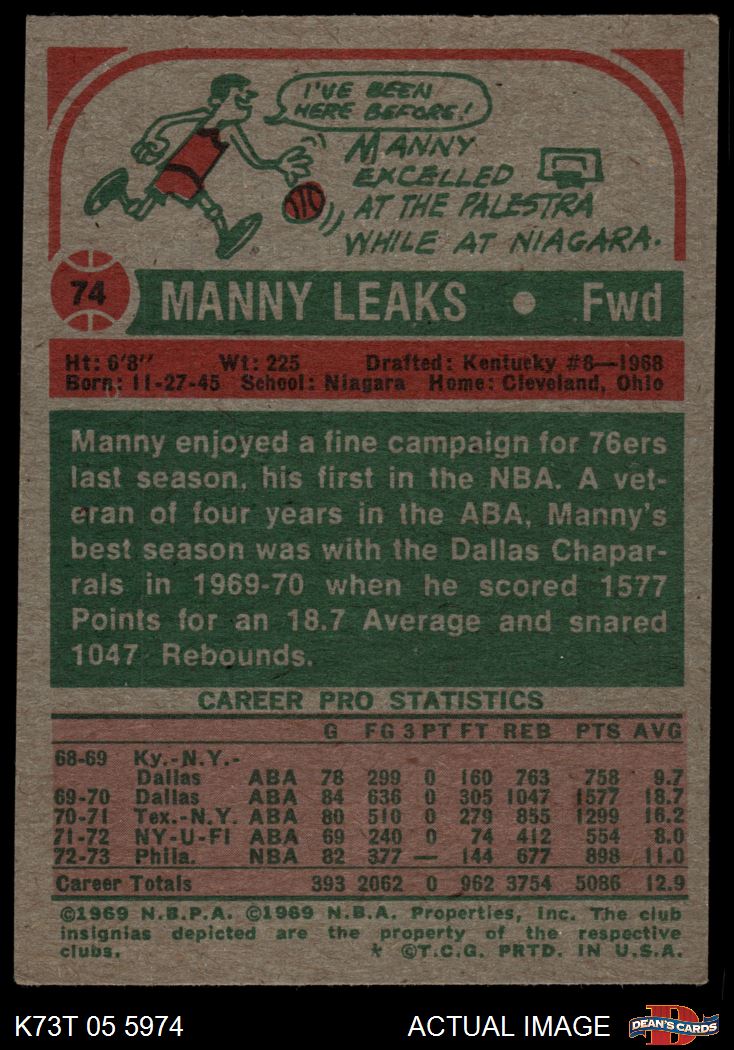 I'VE BEEN
HERE BEFORE!
MANNY
EXCELLED
AT THE PALESTRA
WHILE AT NIAGARA.
74
MANNY LEAKS • Fwd
Ht: 6'8" Wt: 225 Drafted: Kentucky #6—1968
Born: 11-27-45 School: Niagara Home: Cleveland, Ohio
Manny enjoyed a fine campaign for 76ers
last season, his first in the NBA. A vet-
eran of four years in the ABA, Manny's
best season was with the Dallas Chapar-
rals in 1969-70 when he scored 1577
Points for an 18.7 Average and snared
1047 Rebounds.
CAREER PRO STATISTICS
G FG 3 PT FT REB PTS AVG
68-69 Ky.-N.Y.-
Dallas ABA 78 299 0 160 763 758 9.7
69-70 Dallas ABA 84 636 0 305 1047 1577 18.7
70-71 Tex.-N.Y. ABA 80 510 0 279 855 1299 16.2
71-72 NY-U-Fl ABA 69 240 0 74 412 554 8.0
72-73 Phila. NBA 82 377 — 144 677 898 11.0
Career Totals 393 2062 0 962 3754 5086 12.9
©1969 N.B.P.A. ©1969 N.B.A. Properties, Inc. The club
insignias depicted are the property of the respective
clubs. * ©T.C.G. PRTD. IN U.S.A.
K73T 05 5974 ACTUAL IMAGE D DEAN'S CARDS